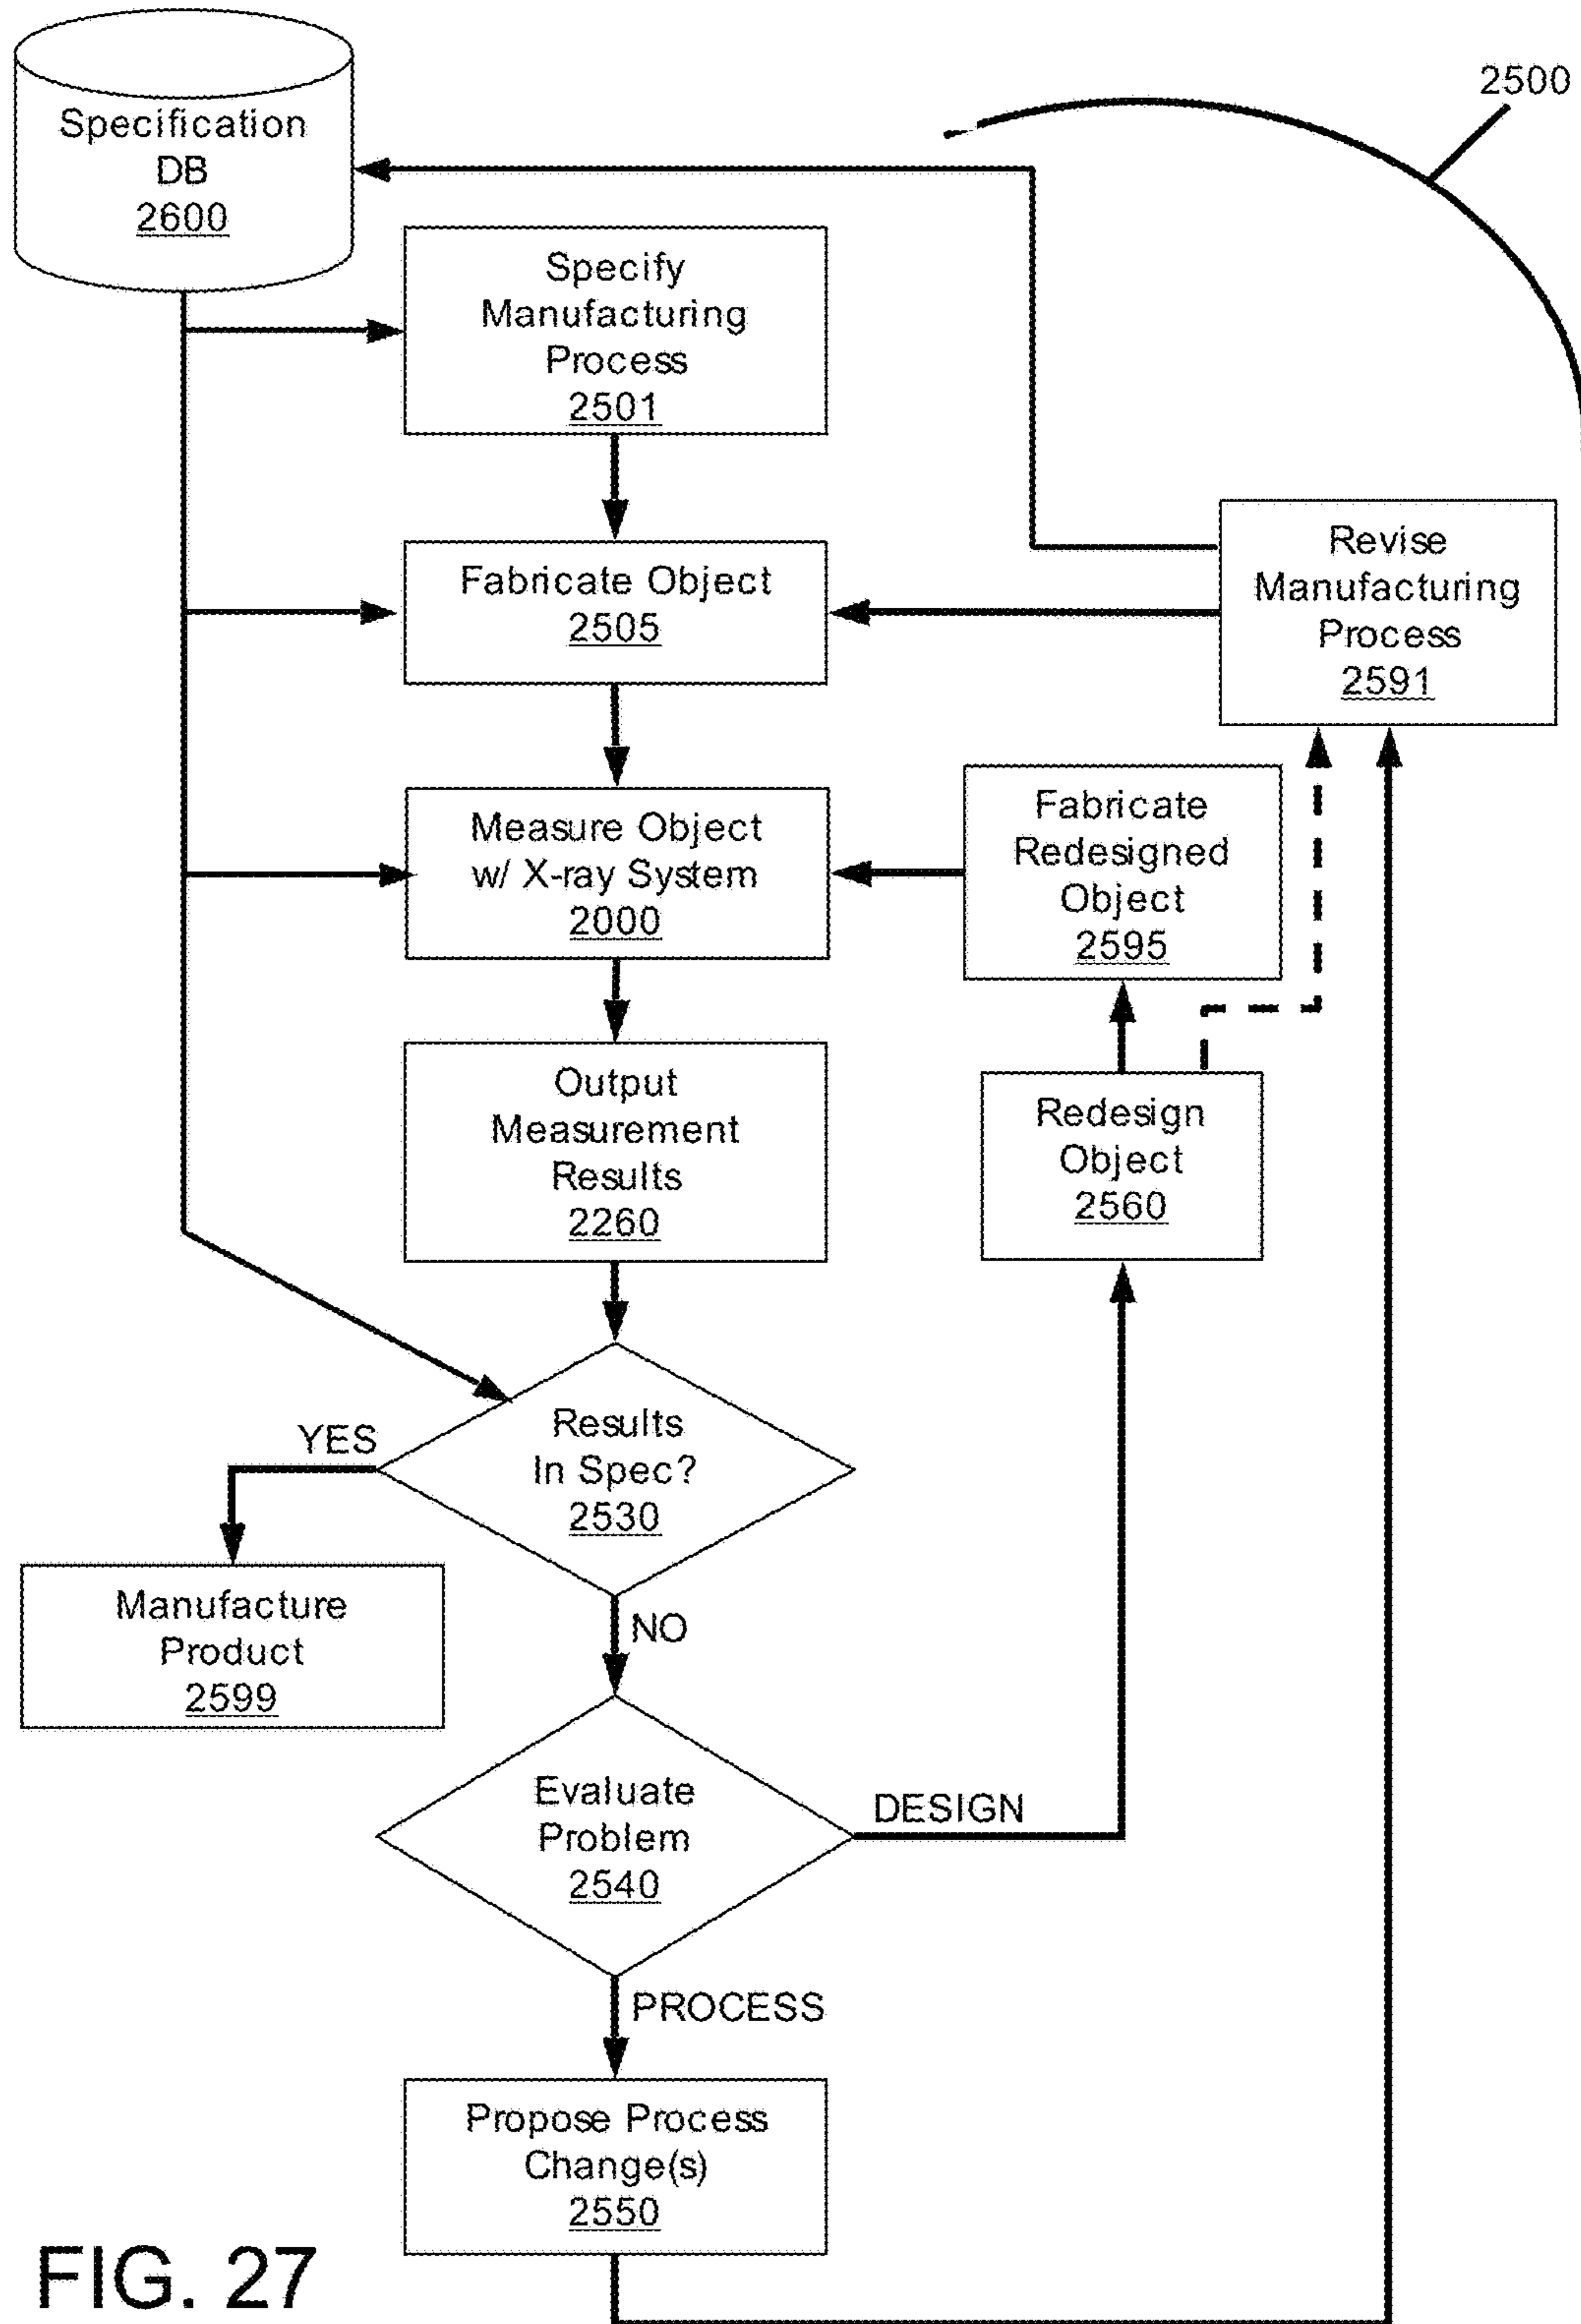 Specification
DB
2600
2500
Specify
Manufacturing
Process
2501
Fabricate Object
2505
Revise
Manufacturing
Process
2591
Measure Object
w/ X-ray System
2000
Fabricate
Redesigned
Object
2595
Output
Measurement
Results
2260
Redesign
Object
2560
Results
In Spec?
2530
YES
NO
Manufacture
Product
2599
Evaluate
Problem
2540
DESIGN
PROCESS
Propose Process
Change(s)
2550
FIG. 27